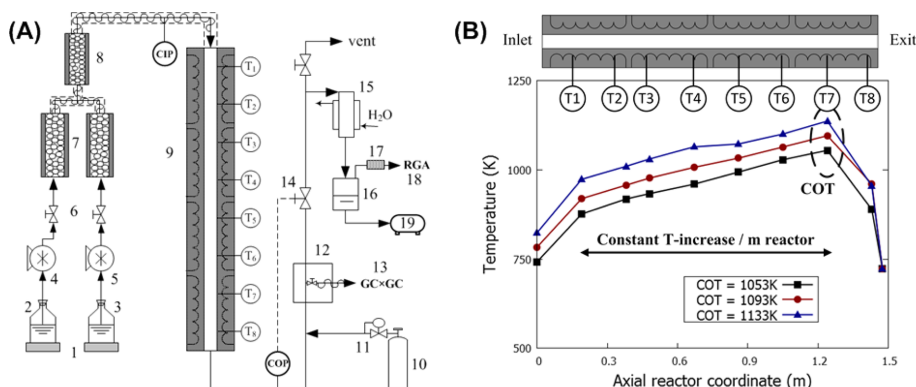 (A)
8
CIP
7
6
4
5
2
3
1
9
T1
T2
T3
T4
T5
T6
T7
T8
COP
vent
15
H2O
17
RGA
18
14
16
19
12
13
GC×GC
11
10
(B)
Inlet
Exit
T1
T2
T3
T4
T5
T6
T7
T8
1250
1000
750
500
Temperature (K)
COT
Constant T-increase / m reactor
COT = 1053K
COT = 1093K
COT = 1133K
0.0
0.3
0.6
0.9
1.2
1.5
Axial reactor coordinate (m)